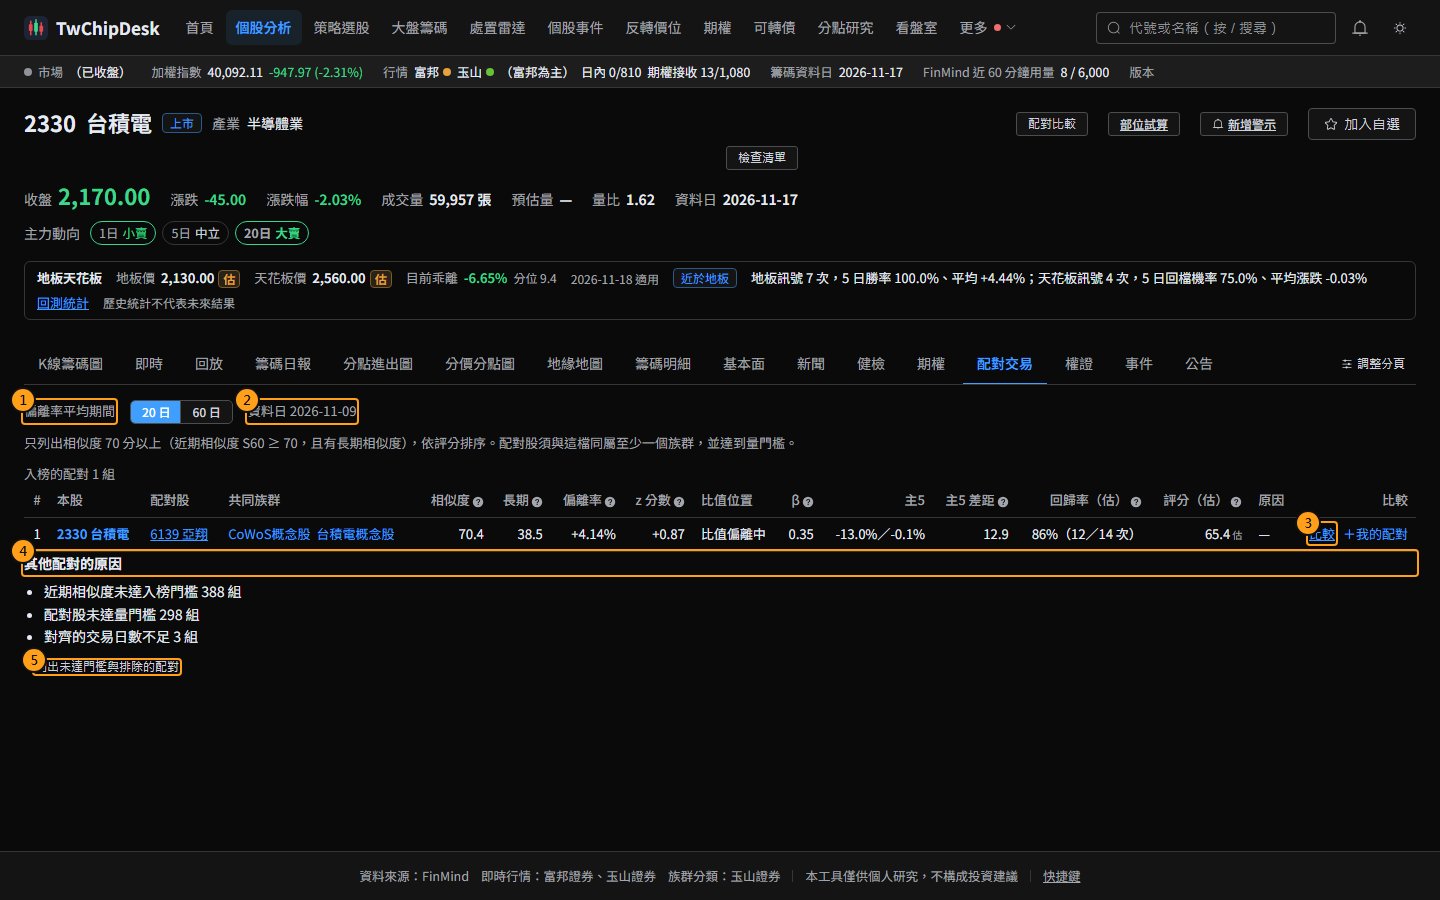 TwChipDesk 首頁 個股分析 策略選股 大盤籌碼 處置雷達 個股事件 反轉價位 期權 可轉債 分點研究 看盤室 更多 代號或名稱（按 / 搜尋）
市場 （已收盤） 加權指數 40,092.11 -947.97 (-2.31%) 行情 富邦 玉山 （富邦為主） 日內 0/810 期權接收 13/1,080 籌碼資料日 2026-11-17 FinMind 近 60 分鐘用量 8 / 6,000 版本
2330 台積電 上市 產業 半導體業 配對比較 部位試算 新增警示 加入自選
檢查清單
收盤 2,170.00 漲跌 -45.00 漲跌幅 -2.03% 成交量 59,957 張 預估量 — 量比 1.62 資料日 2026-11-17
主力動向 1日 小賣 5日 中立 20日 大賣
地板天花板 地板價 2,130.00 估 天花板價 2,560.00 估 目前乖離 -6.65% 分位 9.4 2026-11-18 適用 近於地板 地板訊號 7 次，5 日勝率 100.0%、平均 +4.44%；天花板訊號 4 次，5 日回檔機率 75.0%、平均漲跌 -0.03%
回測統計 歷史統計不代表未來結果
K線籌碼圖 即時 回放 籌碼日報 分點進出圖 分價分點圖 地緣地圖 籌碼明細 基本面 新聞 健檢 期權 配對交易 權證 事件 公告 調整分頁
1 偏離率平均期間 20 日 60 日 2 資料日 2026-11-09
只列出相似度 70 分以上（近期相似度 S60 ≥ 70，且有長期相似度），依評分排序。配對股須與這檔同屬至少一個族群，並達到量門檻。
入榜的配對 1 組
# 本股 配對股 共同族群 相似度 ? 長期 ? 偏離率 ? z 分數 ? 比值位置 β ? 主5 主5 差距 ? 回歸率（估） ? 評分（估） ? 原因 比較
1 2330 台積電 6139 亞翔 CoWoS概念股 台積電概念股 70.4 38.5 +4.14% +0.87 比值偏離中 0.35 -13.0%／-0.1% 12.9 86%（12／14 次） 65.4 估 — 3 比較 ＋我的配對
4 其他配對的原因
近期相似度未達入榜門檻 388 組
配對股未達量門檻 298 組
對齊的交易日數不足 3 組
5 出未達門檻與排除的配對
資料來源：FinMind 即時行情：富邦證券、玉山證券 族群分類：玉山證券 本工具僅供個人研究，不構成投資建議 快捷鍵